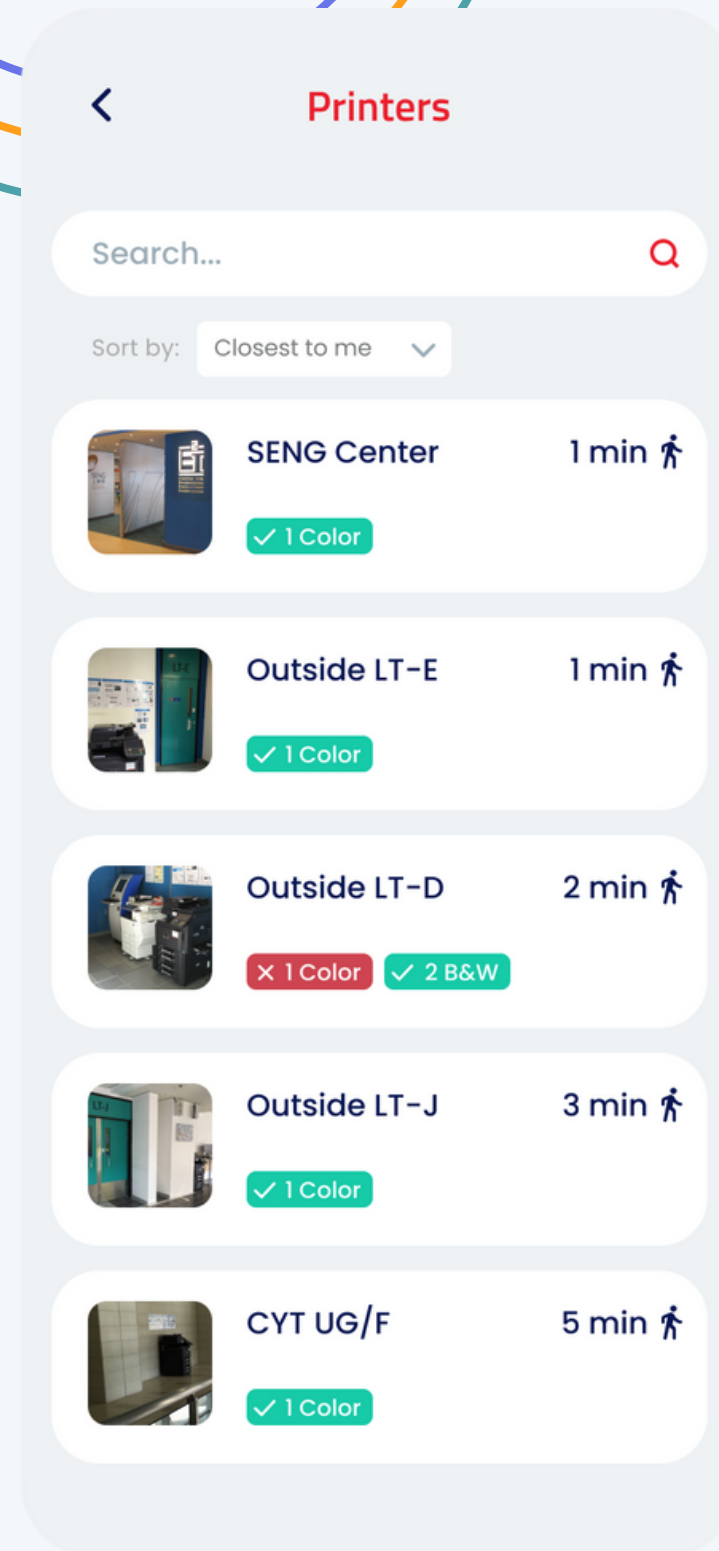 Printers
Search...
Sort by: Closest to me
SENG Center 1 min
1 Color
Outside LT-E 1 min
LT-E
1 Color
Outside LT-D 2 min
1 Color 2 B&W
Outside LT-J 3 min
LT-J
1 Color
CYT UG/F 5 min
1 Color